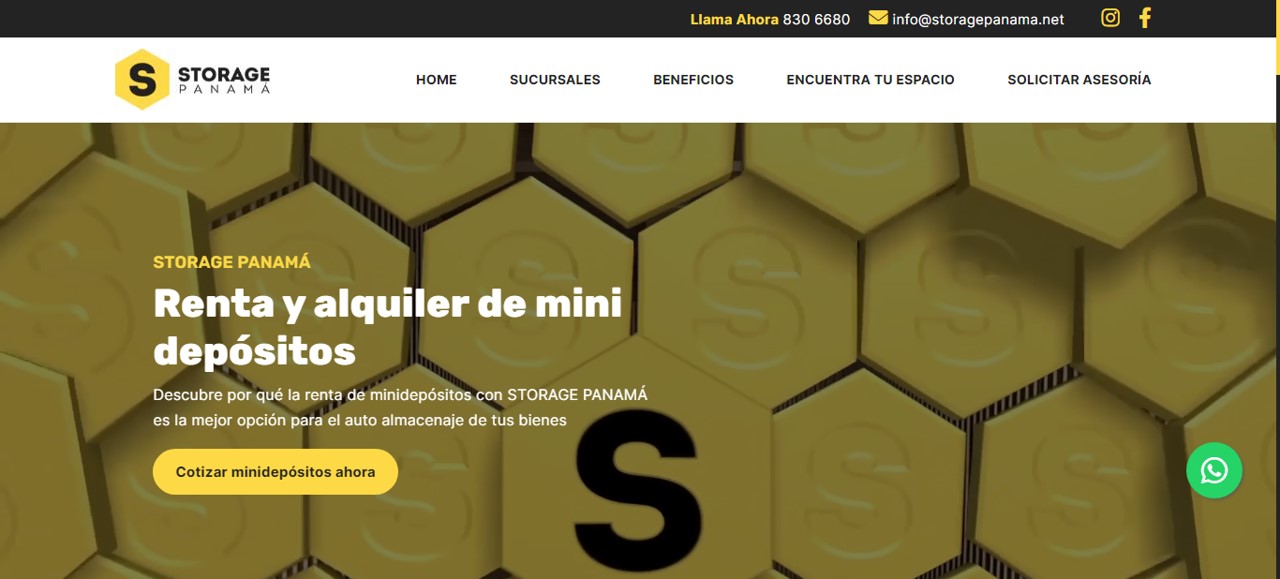 Llama Ahora 830 6680 info@storagepanama.net
S STORAGE
PANAMÁ
HOME SUCURSALES BENEFICIOS ENCUENTRA TU ESPACIO SOLICITAR ASESORÍA
STORAGE PANAMÁ
Renta y alquiler de mini
depósitos
Descubre por qué la renta de minidepósitos con STORAGE PANAMÁ
es la mejor opción para el auto almacenaje de tus bienes
Cotizar minidepósitos ahora
S